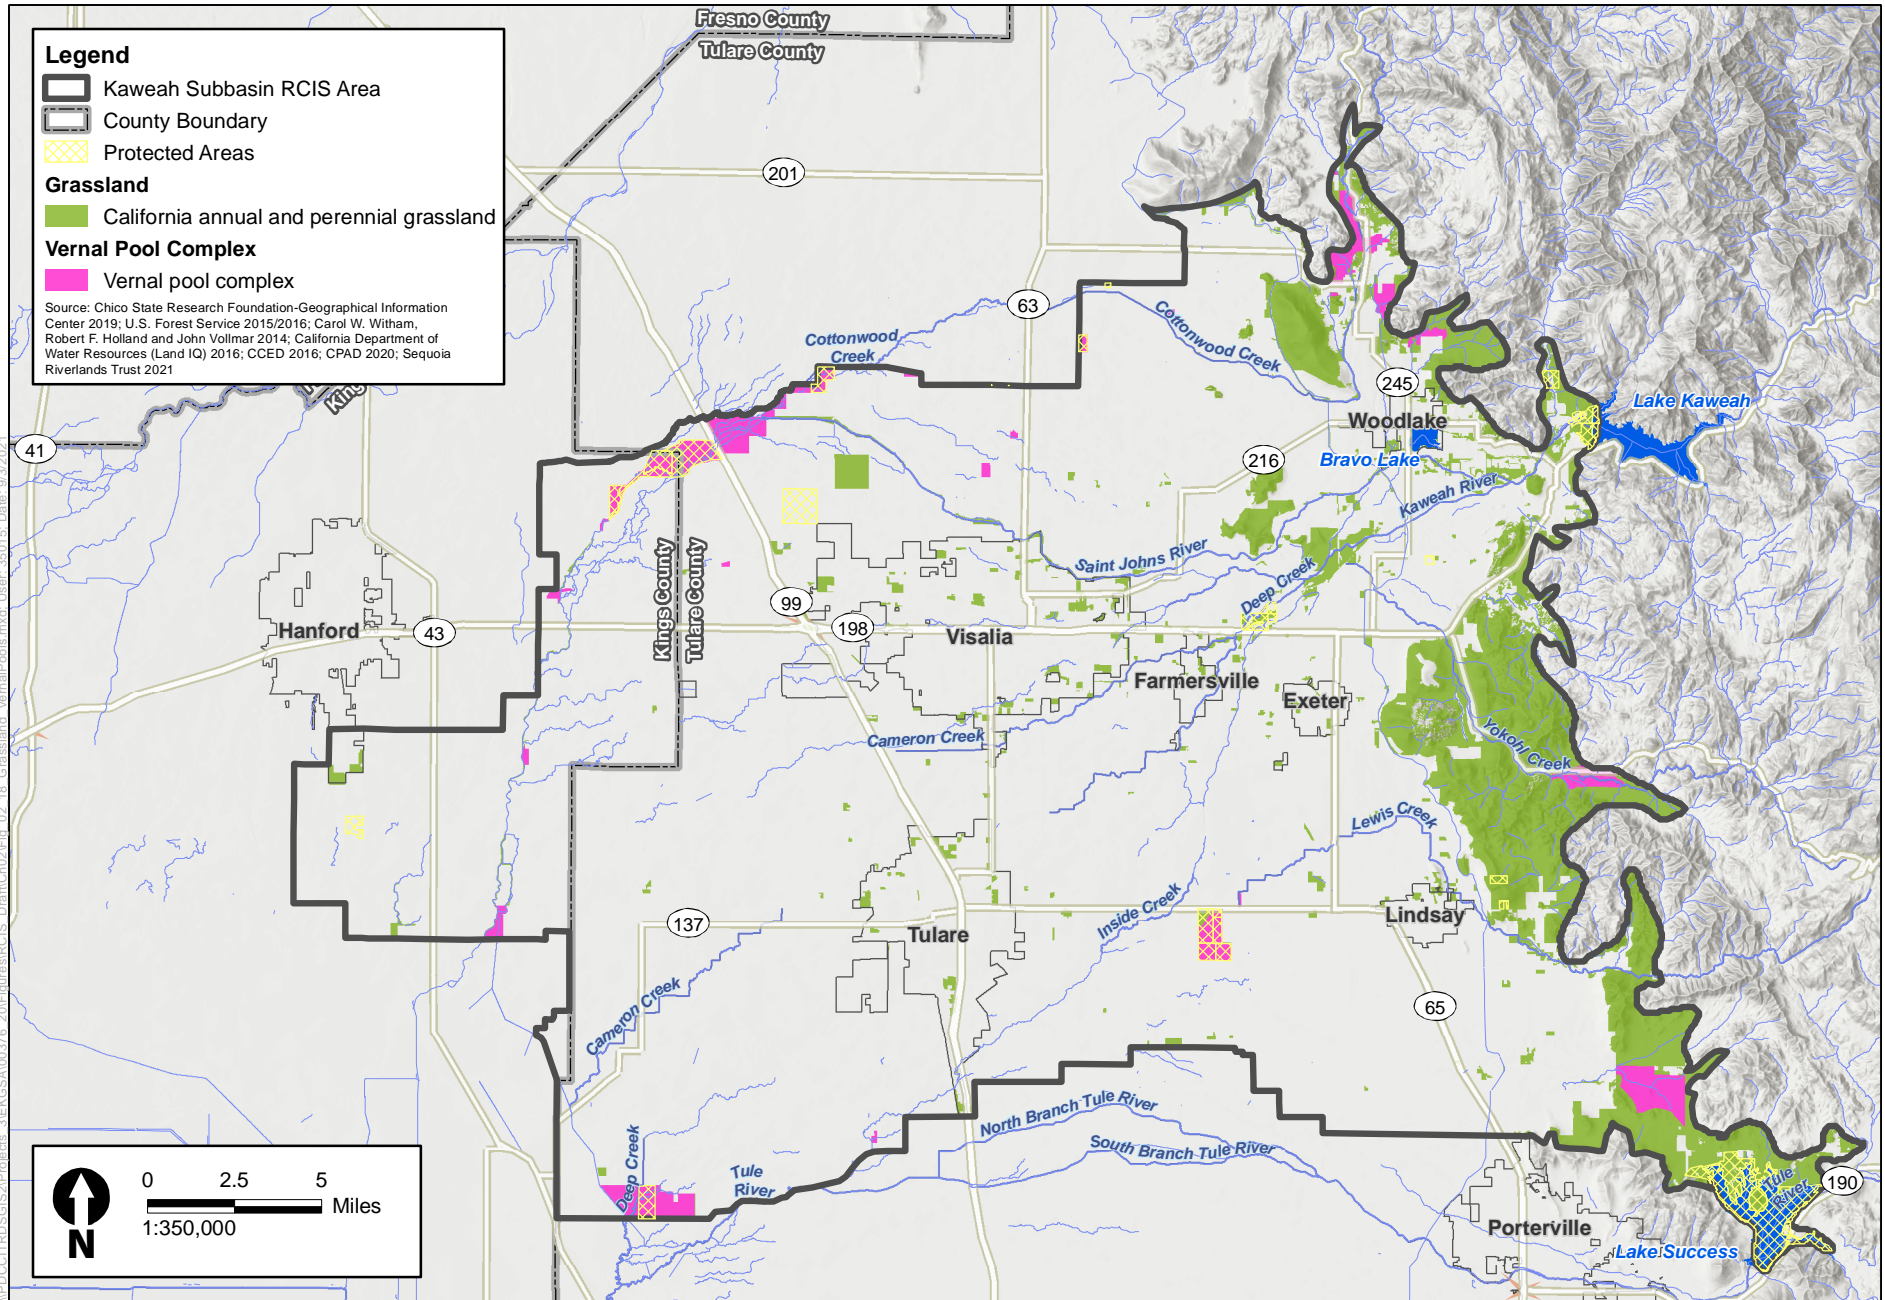 Legend
Kaweah Subbasin RCIS Area
County Boundary
Protected Areas
Grassland
California annual and perennial grassland
Vernal Pool Complex
Vernal pool complex
Source: Chico State Research Foundation-Geographical Information
Center 2019; U.S. Forest Service 2015/2016; Carol W. Witham,
Robert F. Holland and John Vollmar 2014; California Department of
Water Resources (Land IQ) 2016; CCED 2016; CPAD 2020; Sequoia
Riverlands Trust 2021
Fresno County
Tulare County
201
63
Cottonwood
Creek
Cottonwood Creek
245
Woodlake
Lake Kaweah
Bravo Lake
216
Kaweah River
41
Kings County
Tulare County
Saint Johns River
Deep Creek
99
198
Hanford
43
Visalia
Farmersville
Exeter
Cameron Creek
Yokohl Creek
Lewis Creek
Inside Creek
Lindsay
137
Tulare
Cameron Creek
65
North Branch Tule River
South Branch Tule River
Deep Creek
Tule
River
Tule
River
190
Porterville
Lake Success
0 2.5 5
Miles
1:350,000
N